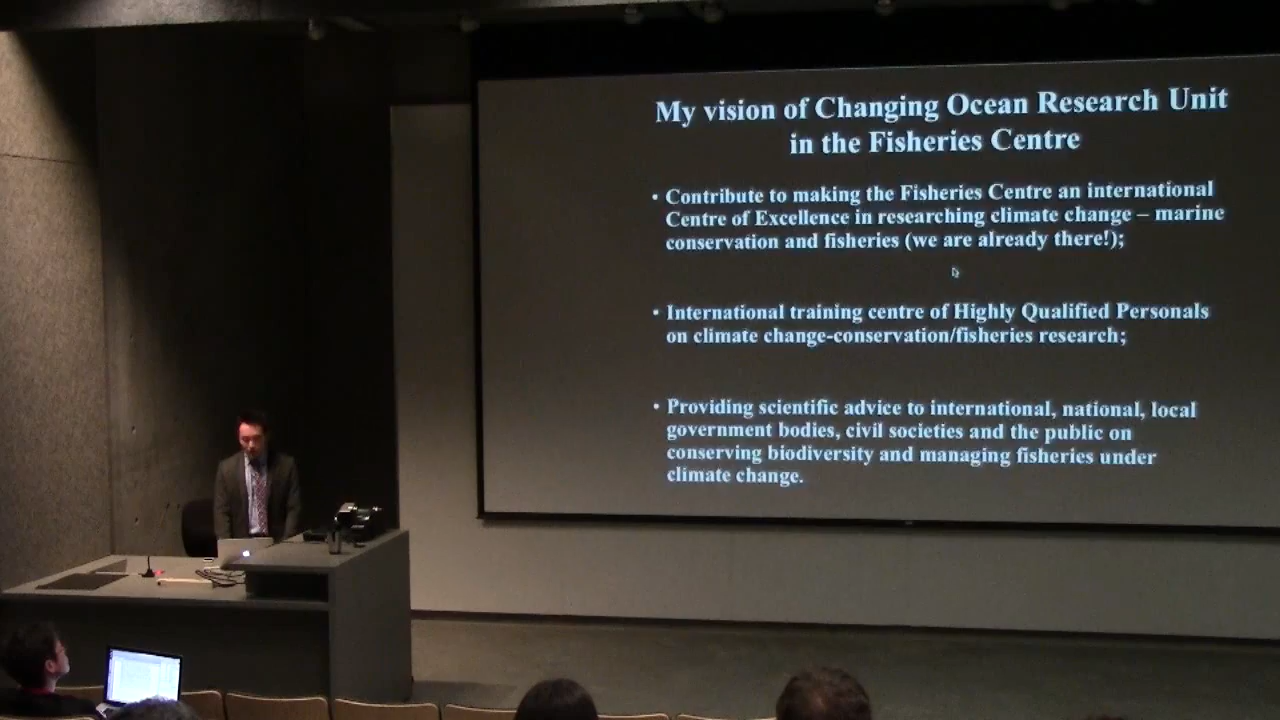 My vision of Changing Ocean Research Unit
in the Fisheries Centre
• Contribute to making the Fisheries Centre an international
Centre of Excellence in researching climate change – marine
conservation and fisheries (we are already there!);
• International training centre of Highly Qualified Personals
on climate change-conservation/fisheries research;
• Providing scientific advice to international, national, local
government bodies, civil societies and the public on
conserving biodiversity and managing fisheries under
climate change.